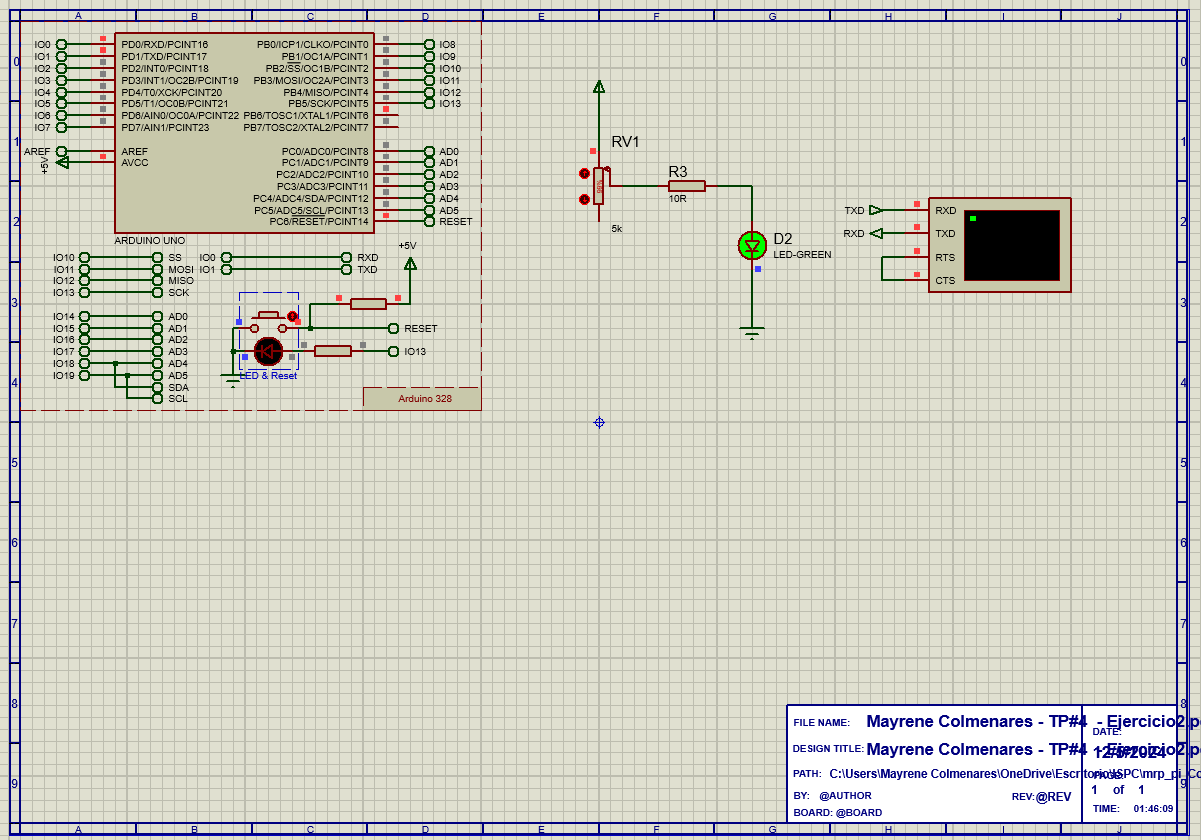 A B C D E F G H I J
0
1
2
3
4
5
6
7
8
9
IO0 PD0/RXD/PCINT16 PB0/ICP1/CLKO/PCINT0 IO8
IO1 PD1/TXD/PCINT17 PB1/OC1A/PCINT1 IO9
IO2 PD2/INT0/PCINT18 PB2/SS/OC1B/PCINT2 IO10
IO3 PD3/INT1/OC2B/PCINT19 PB3/MOSI/OC2A/PCINT3 IO11
IO4 PD4/T0/XCK/PCINT20 PB4/MISO/PCINT4 IO12
IO5 PD5/T1/OC0B/PCINT21 PB5/SCK/PCINT5 IO13
IO6 PD6/AIN0/OC0A/PCINT22 PB6/TOSC1/XTAL1/PCINT6
IO7 PD7/AIN1/PCINT23 PB7/TOSC2/XTAL2/PCINT7
AREF AREF PC0/ADC0/PCINT8 AD0
+5V AVCC PC1/ADC1/PCINT9 AD1
PC2/ADC2/PCINT10 AD2
PC3/ADC3/PCINT11 AD3
PC4/ADC4/SDA/PCINT12 AD4
PC5/ADC5/SCL/PCINT13 AD5
PC6/RESET/PCINT14 RESET
ARDUINO UNO
IO10 SS IO0 RXD
IO11 MOSI IO1 TXD
IO12 MISO
IO13 SCK
+5V
IO14 AD0
IO15 AD1 RESET
IO16 AD2
IO17 AD3 IO13
IO18 AD4
IO19 AD5
SDA
SCL
LED & Reset
Arduino 328
RV1
5k
R3
10R
D2
LED-GREEN
TXD RXD
RXD TXD
RTS
CTS
FILE NAME: Mayrene Colmenares - TP#4 - Ejercicio2.p
DATE:
DESIGN TITLE: Mayrene Colmenares - TP#4 - Ejercicio2.p
12/5/2024
PATH: C:\Users\Mayrene Colmenares\OneDrive\Escritorio\ISPC\mrp_pi_Co
PAGE:
BY: @AUTHOR REV:@REV 1 of 1
BOARD: @BOARD TIME: 01:46:09
A B C D E F G H I J
0
1
2
3
4
5
6
7
8
9